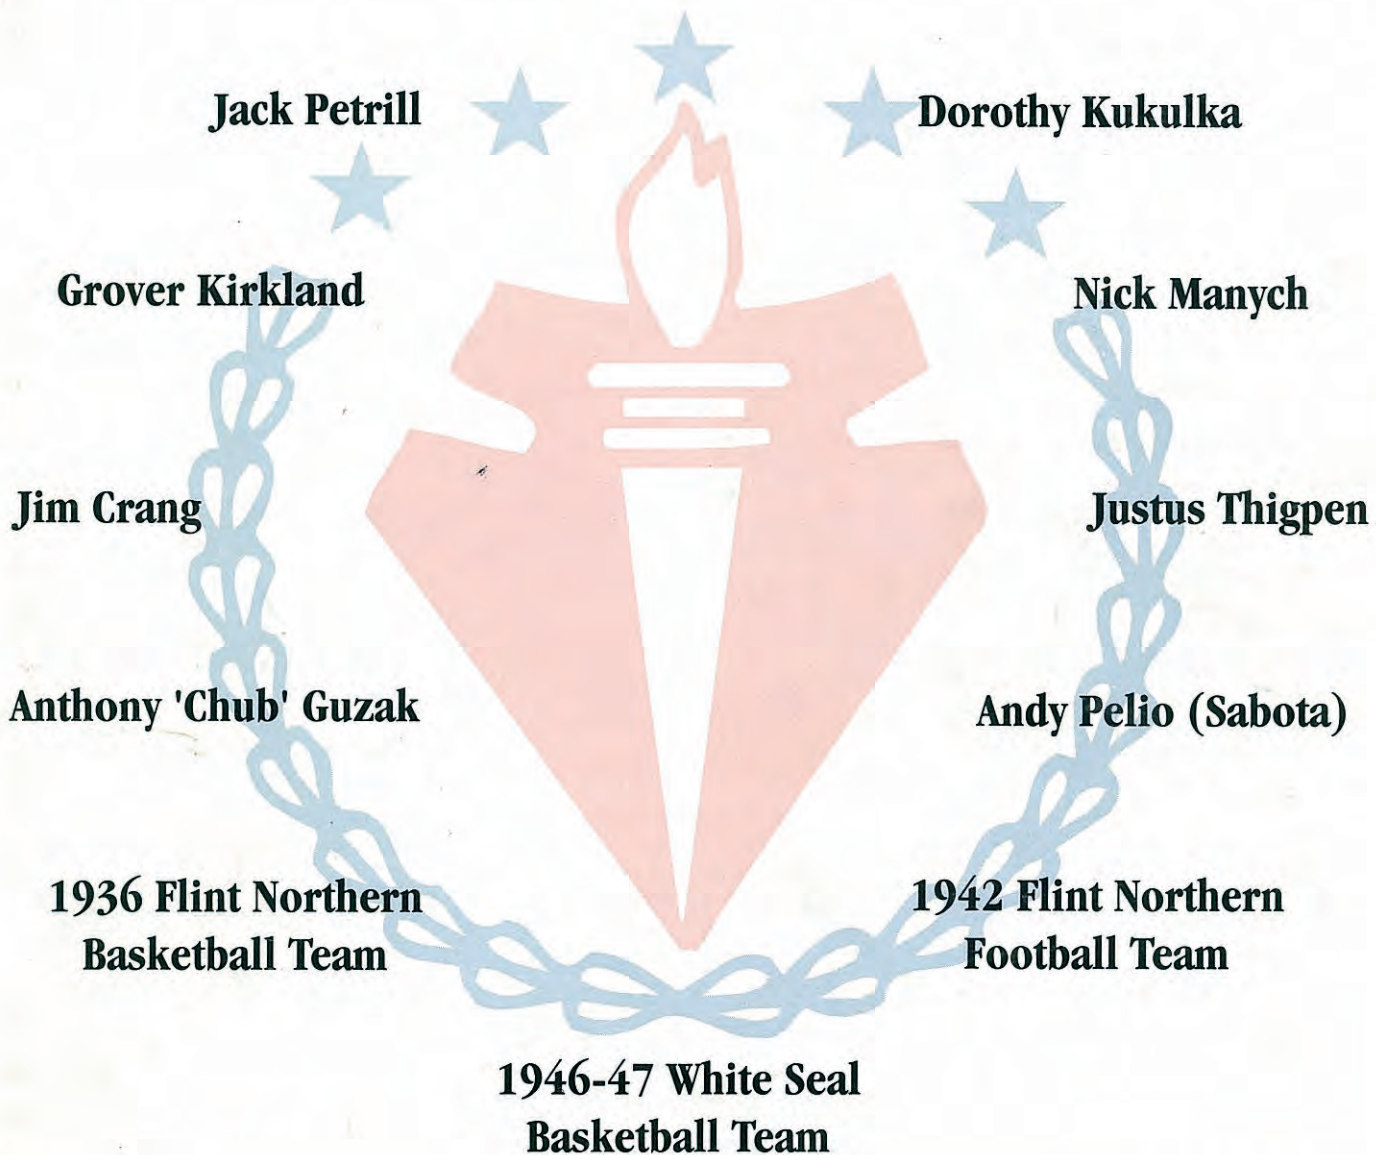 Jack Petrill
Dorothy Kukulka
Grover Kirkland
Nick Manych
Jim Crang
Justus Thigpen
Anthony 'Chub' Guzak
Andy Pelio (Sabota)
1936 Flint Northern
Basketball Team
1942 Flint Northern
Football Team
1946-47 White Seal
Basketball Team